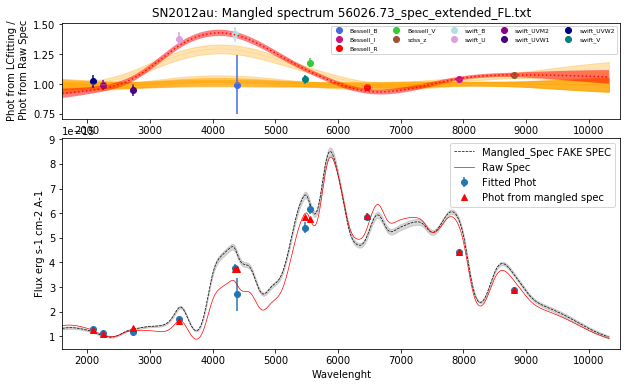 SN2012au: Mangled spectrum 56026.73_spec_extended_FL.txt
Phot from LCfitting /
Phot from Raw Spec
1.50
1.25
1.00
0.75
Bessell_B
Bessell_I
Bessell_R
Bessell_V
sdss_z
swift_B
swift_U
swift_UVM2
swift_UVW1
swift_UVW2
swift_V
2000 3000 4000 5000 6000 7000 8000 9000 10000
Flux erg s-1 cm-2 A-1
9
8
7
6
5
4
3
2
1
Mangled_Spec FAKE SPEC
Raw Spec
Fitted Phot
Phot from mangled spec
2000 3000 4000 5000 6000 7000 8000 9000 10000
Wavelenght